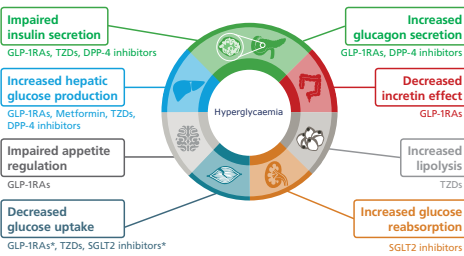 Impaired
insulin secretion
GLP-1RAs, TZDs, DPP-4 inhibitors
Increased hepatic
glucose production
GLP-1RAs, Metformin, TZDs,
DPP-4 inhibitors
Impaired appetite
regulation
GLP-1RAs
Decreased
glucose uptake
GLP-1RAs*, TZDs, SGLT2 inhibitors*
Hyperglycaemia
Increased
glucagon secretion
GLP-1RAs, DPP-4 inhibitors
Decreased
incretin effect
GLP-1RAs
Increased
lipolysis
TZDs
Increased glucose
reabsorption
SGLT2 inhibitors